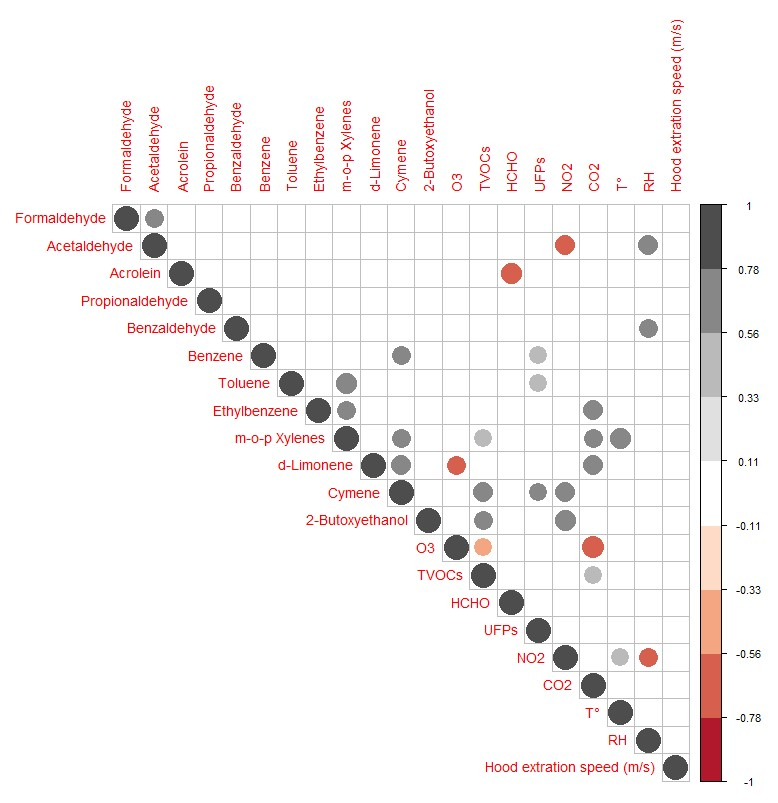 Formaldehyde
Acetaldehyde
Acrolein
Propionaldehyde
Benzaldehyde
Benzene
Toluene
Ethylbenzene
m-o-p Xylenes
d-Limonene
Cymene
2-Butoxyethanol
O3
TVOCs
HCHO
UFPs
NO2
CO2
T°
RH
Hood extration speed (m/s)
Formaldehyde
Acetaldehyde
Acrolein
Propionaldehyde
Benzaldehyde
Benzene
Toluene
Ethylbenzene
m-o-p Xylenes
d-Limonene
Cymene
2-Butoxyethanol
O3
TVOCs
HCHO
UFPs
NO2
CO2
T°
RH
Hood extration speed (m/s)
1
0.78
0.56
0.33
0.11
-0.11
-0.33
-0.56
-0.78
-1